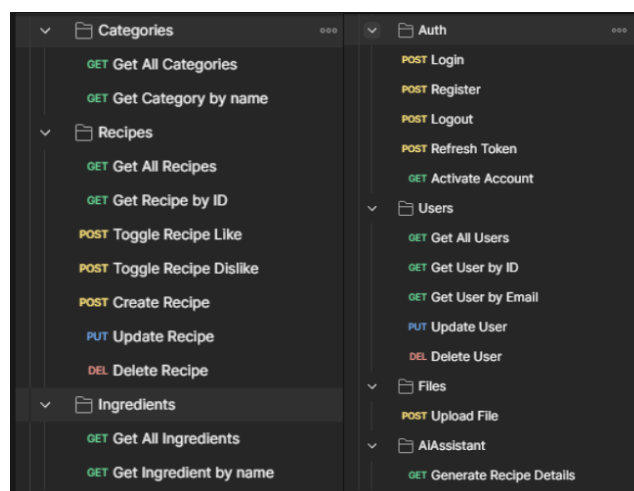 Categories
GET Get All Categories
GET Get Category by name
Recipes
GET Get All Recipes
GET Get Recipe by ID
POST Toggle Recipe Like
POST Toggle Recipe Dislike
POST Create Recipe
PUT Update Recipe
DEL Delete Recipe
Ingredients
GET Get All Ingredients
GET Get Ingredient by name
Auth
POST Login
POST Register
POST Logout
POST Refresh Token
GET Activate Account
Users
GET Get All Users
GET Get User by ID
GET Get User by Email
PUT Update User
DEL Delete User
Files
POST Upload File
AiAssistant
GET Generate Recipe Details